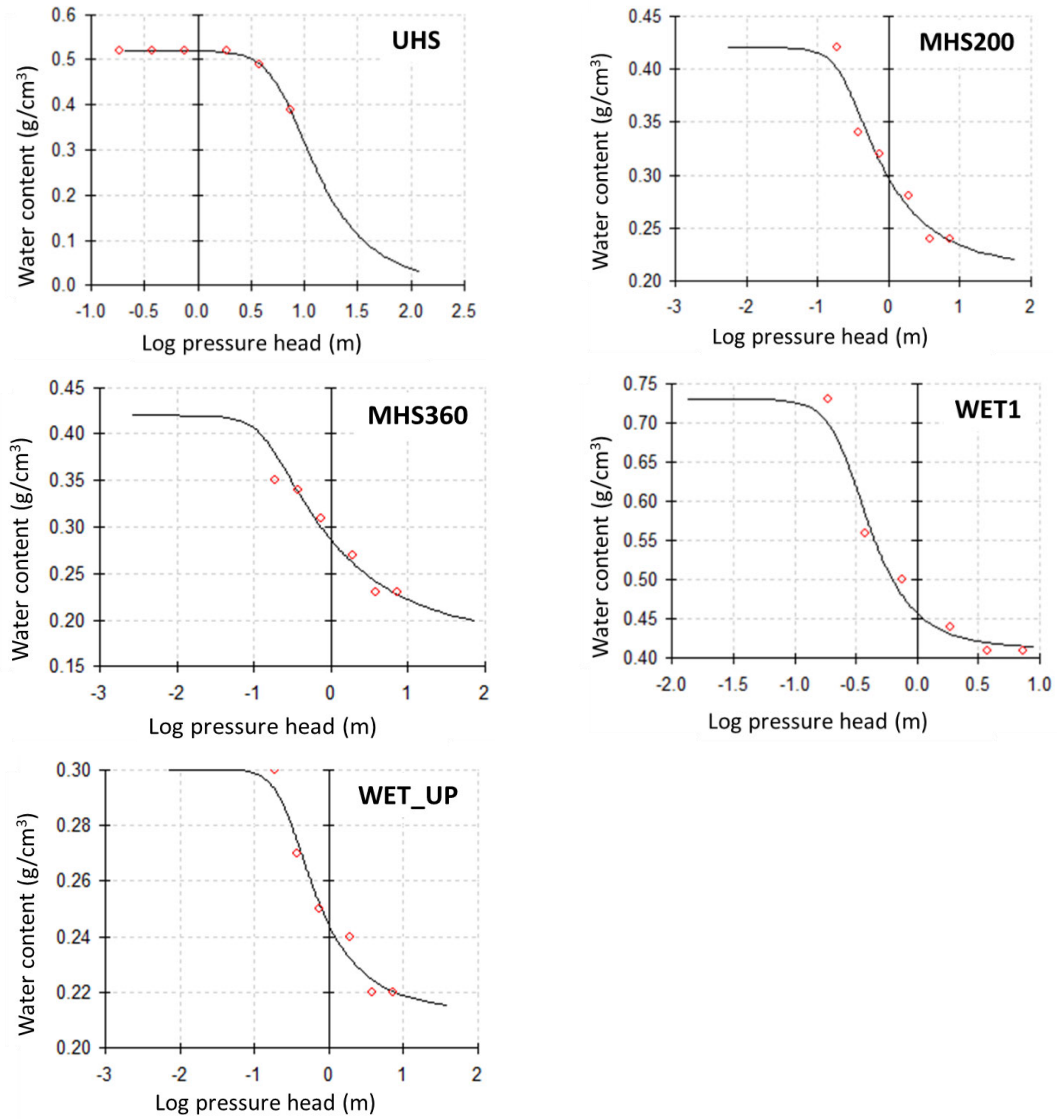 UHS
Water content (g/cm³)
0.6
0.5
0.4
0.3
0.2
0.1
0.0
-1.0 -0.5 0.0 0.5 1.0 1.5 2.0 2.5
Log pressure head (m)
MHS200
Water content (g/cm³)
0.45
0.40
0.35
0.30
0.25
0.20
-3 -2 -1 0 1 2
Log pressure head (m)
MHS360
Water content (g/cm³)
0.45
0.40
0.35
0.30
0.25
0.20
0.15
-3 -2 -1 0 1 2
Log pressure head (m)
WET1
Water content (g/cm³)
0.75
0.70
0.65
0.60
0.55
0.50
0.45
0.40
-2.0 -1.5 -1.0 -0.5 0.0 0.5 1.0
Log pressure head (m)
WET_UP
Water content (g/cm³)
0.30
0.28
0.26
0.24
0.22
0.20
-3 -2 -1 0 1 2
Log pressure head (m)